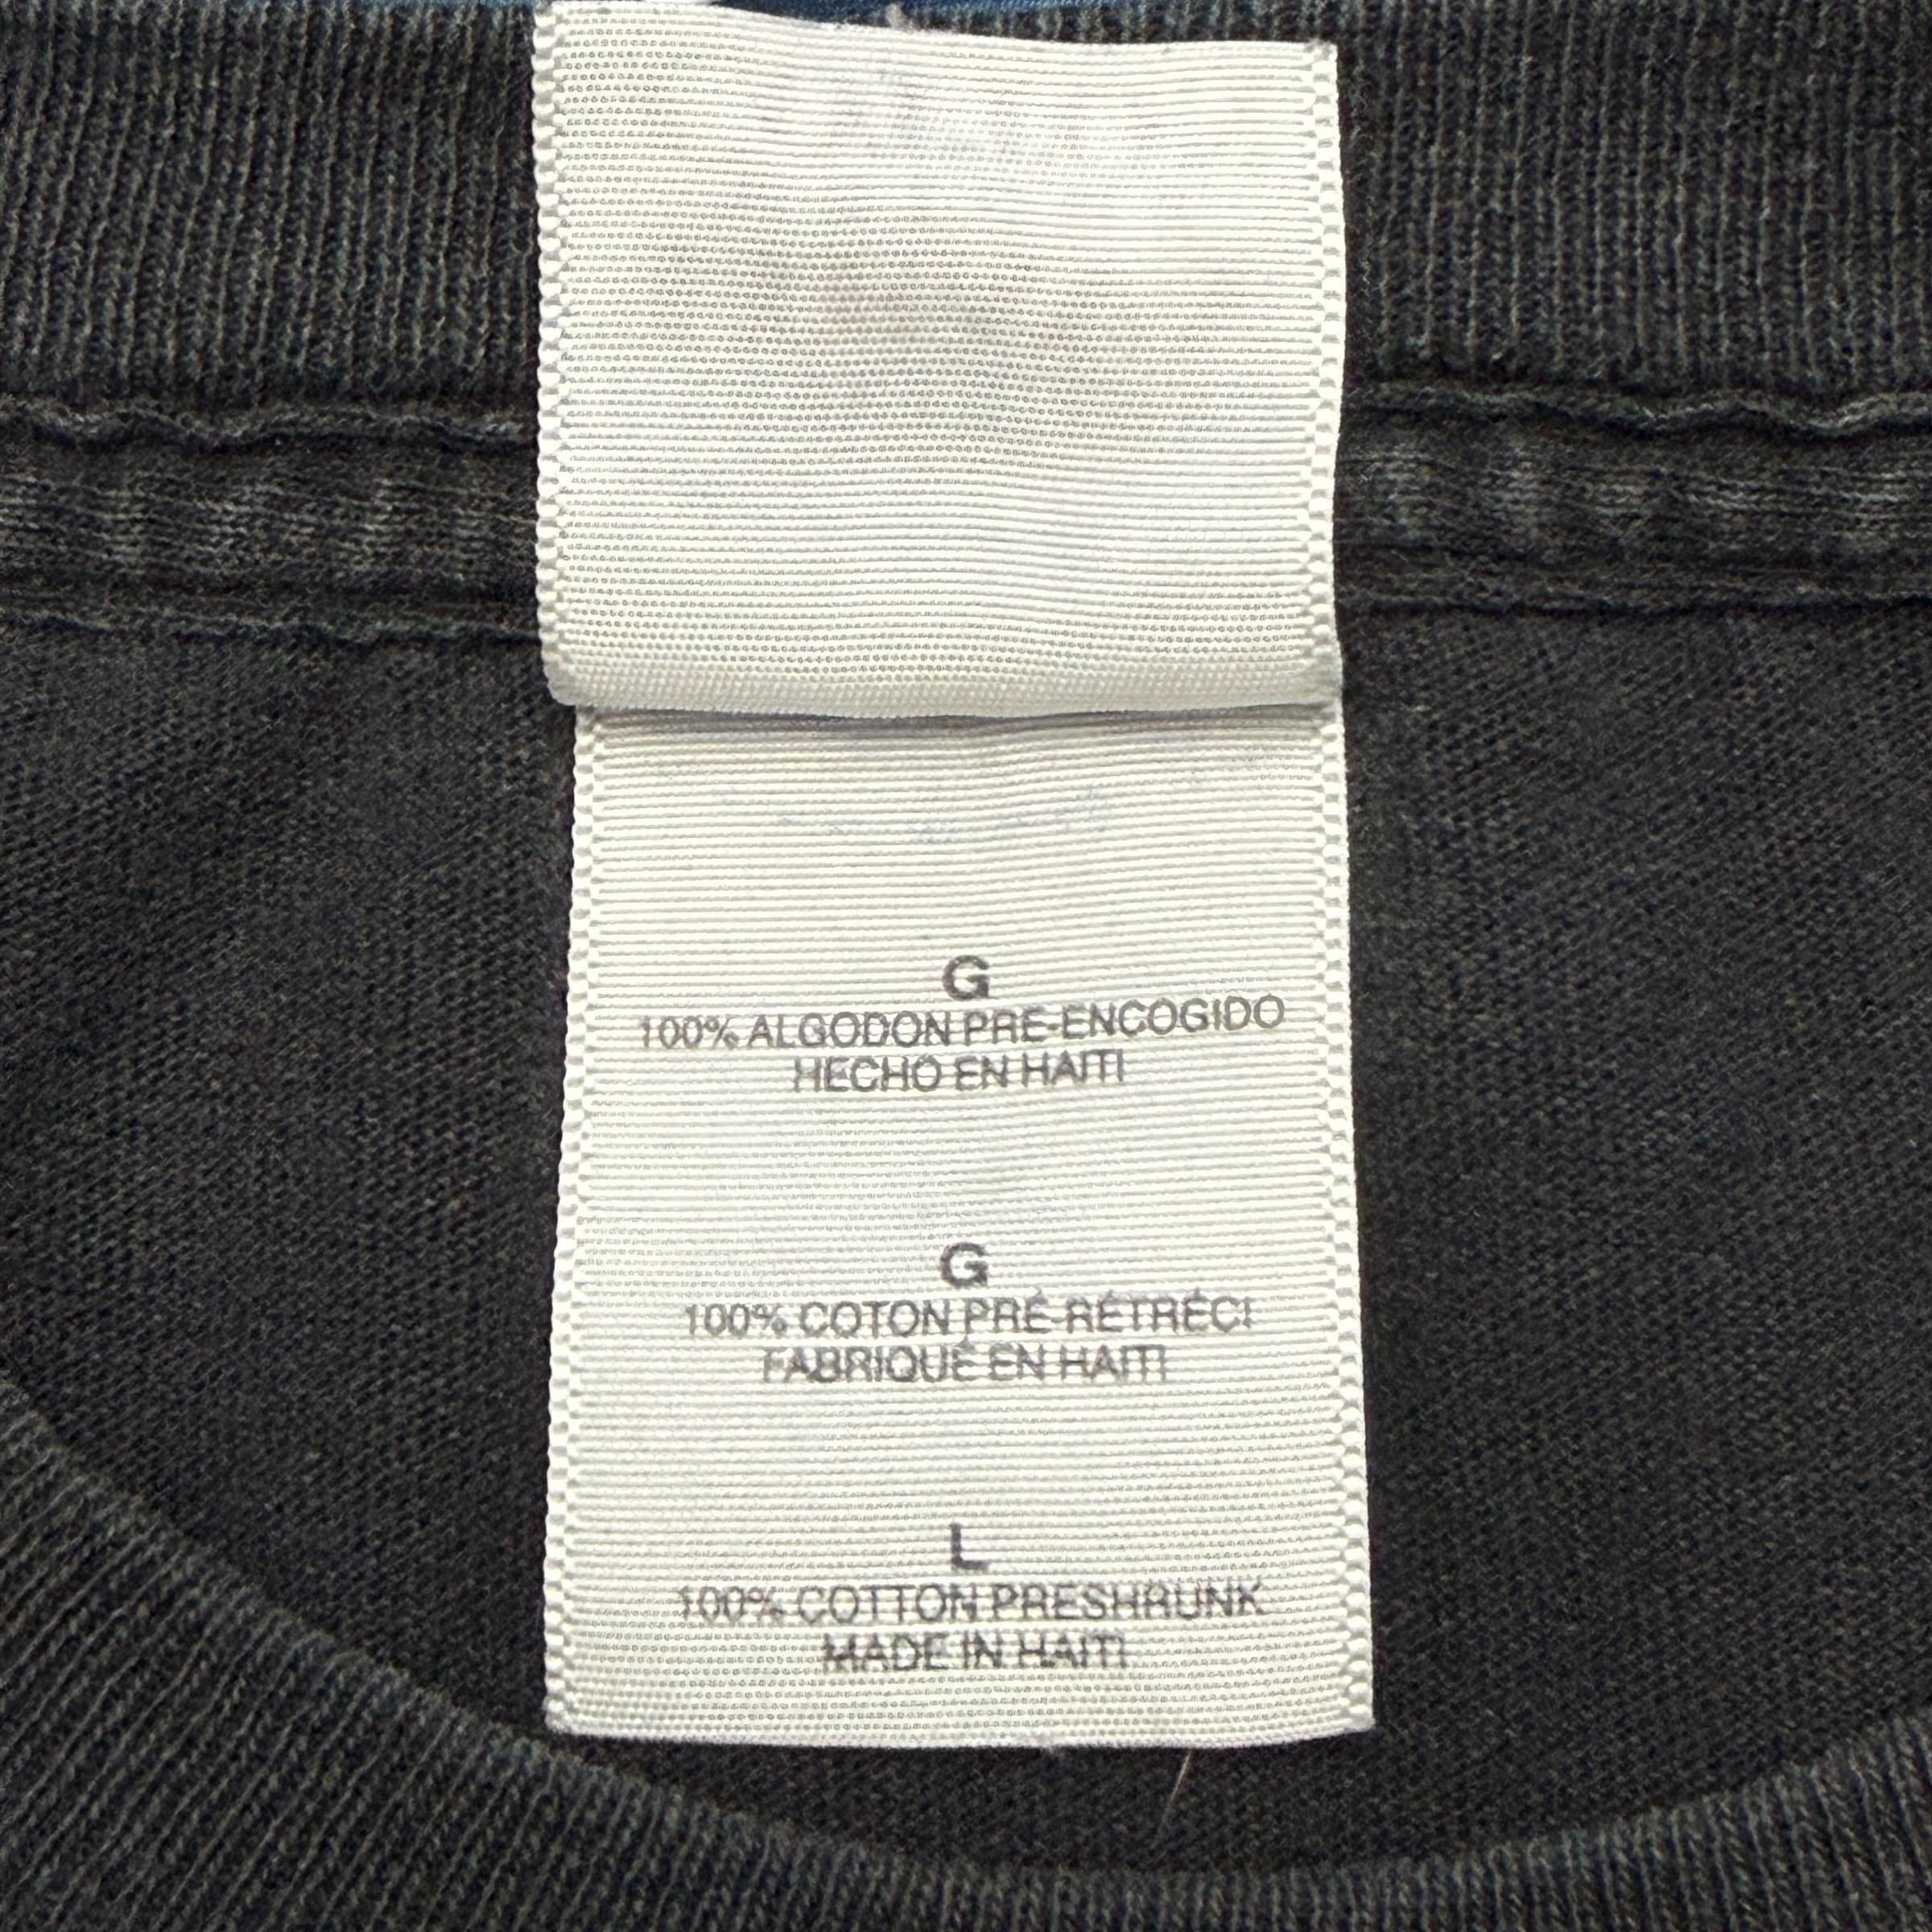 G
100% ALGODON PRE-ENCOGIDO
HECHO EN HAITI
G
100% COTON PRÉ-RÉTRÉCI
FABRIQUÉ EN HAITI
L
100% COTTON PRESHRUNK
MADE IN HAITI